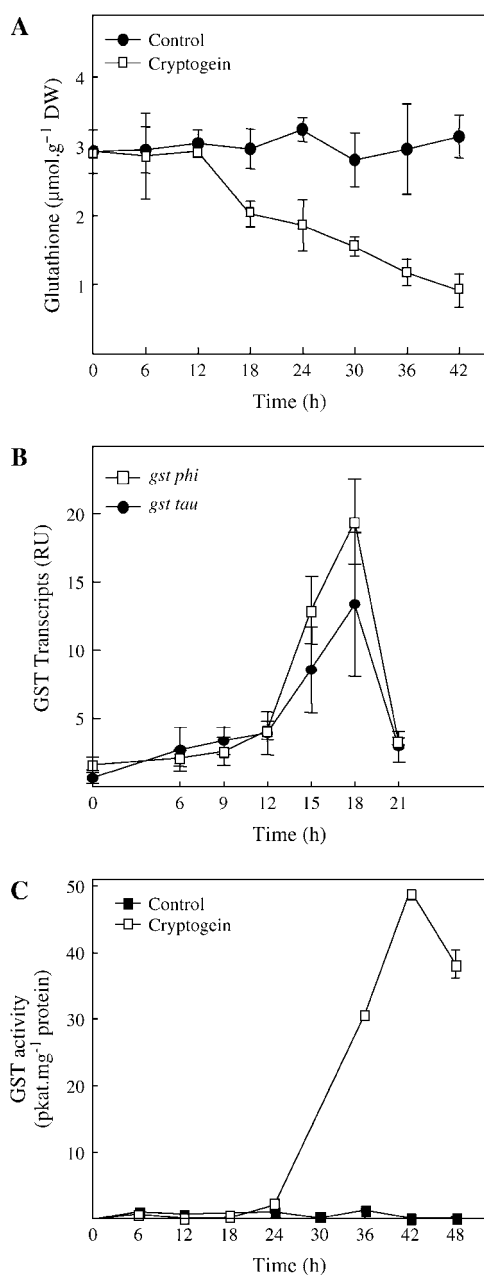 A
Control
Cryptogein
Glutathione (μmol.g⁻¹ DW)
4
3
2
1
0 6 12 18 24 30 36 42
Time (h)
B
gst phi
gst tau
GST Transcripts (RU)
20
15
10
5
0 6 9 12 15 18 21
Time (h)
C
Control
Cryptogein
GST activity
(pkat.mg⁻¹ protein)
50
40
30
20
10
0 6 12 18 24 30 36 42 48
Time (h)